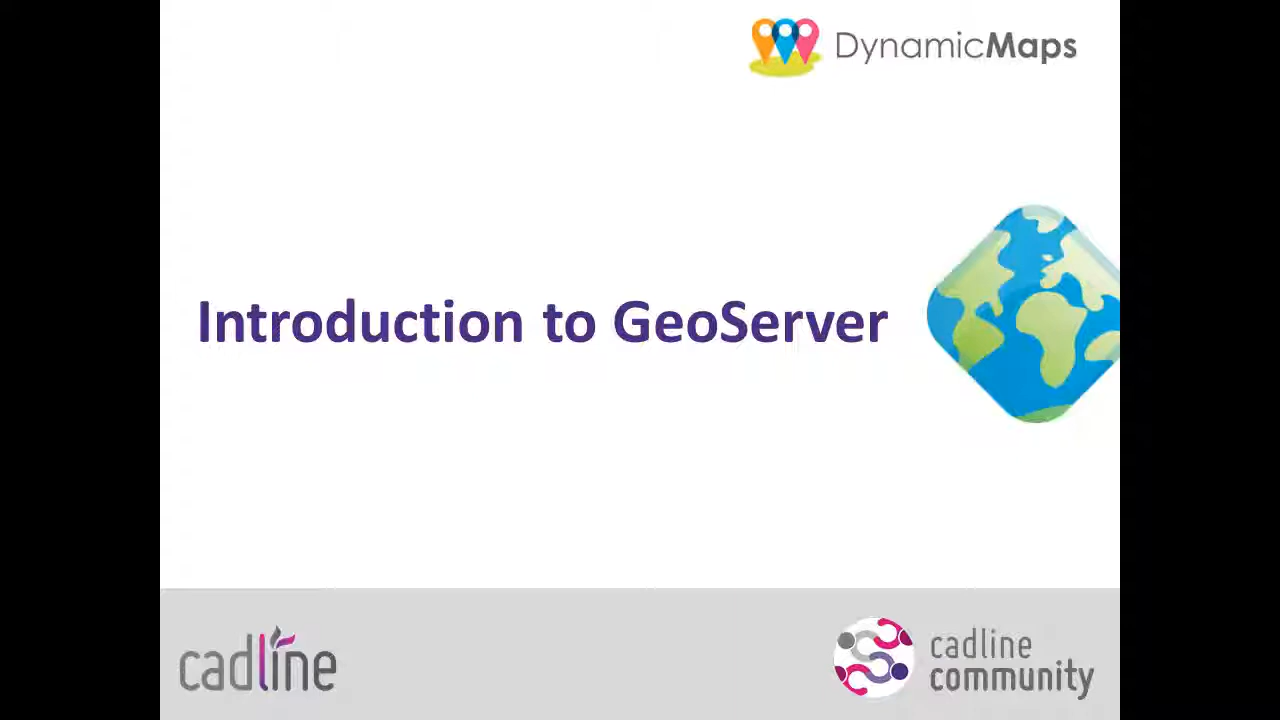 DynamicMaps
Introduction to GeoServer
cadline
cadline
community